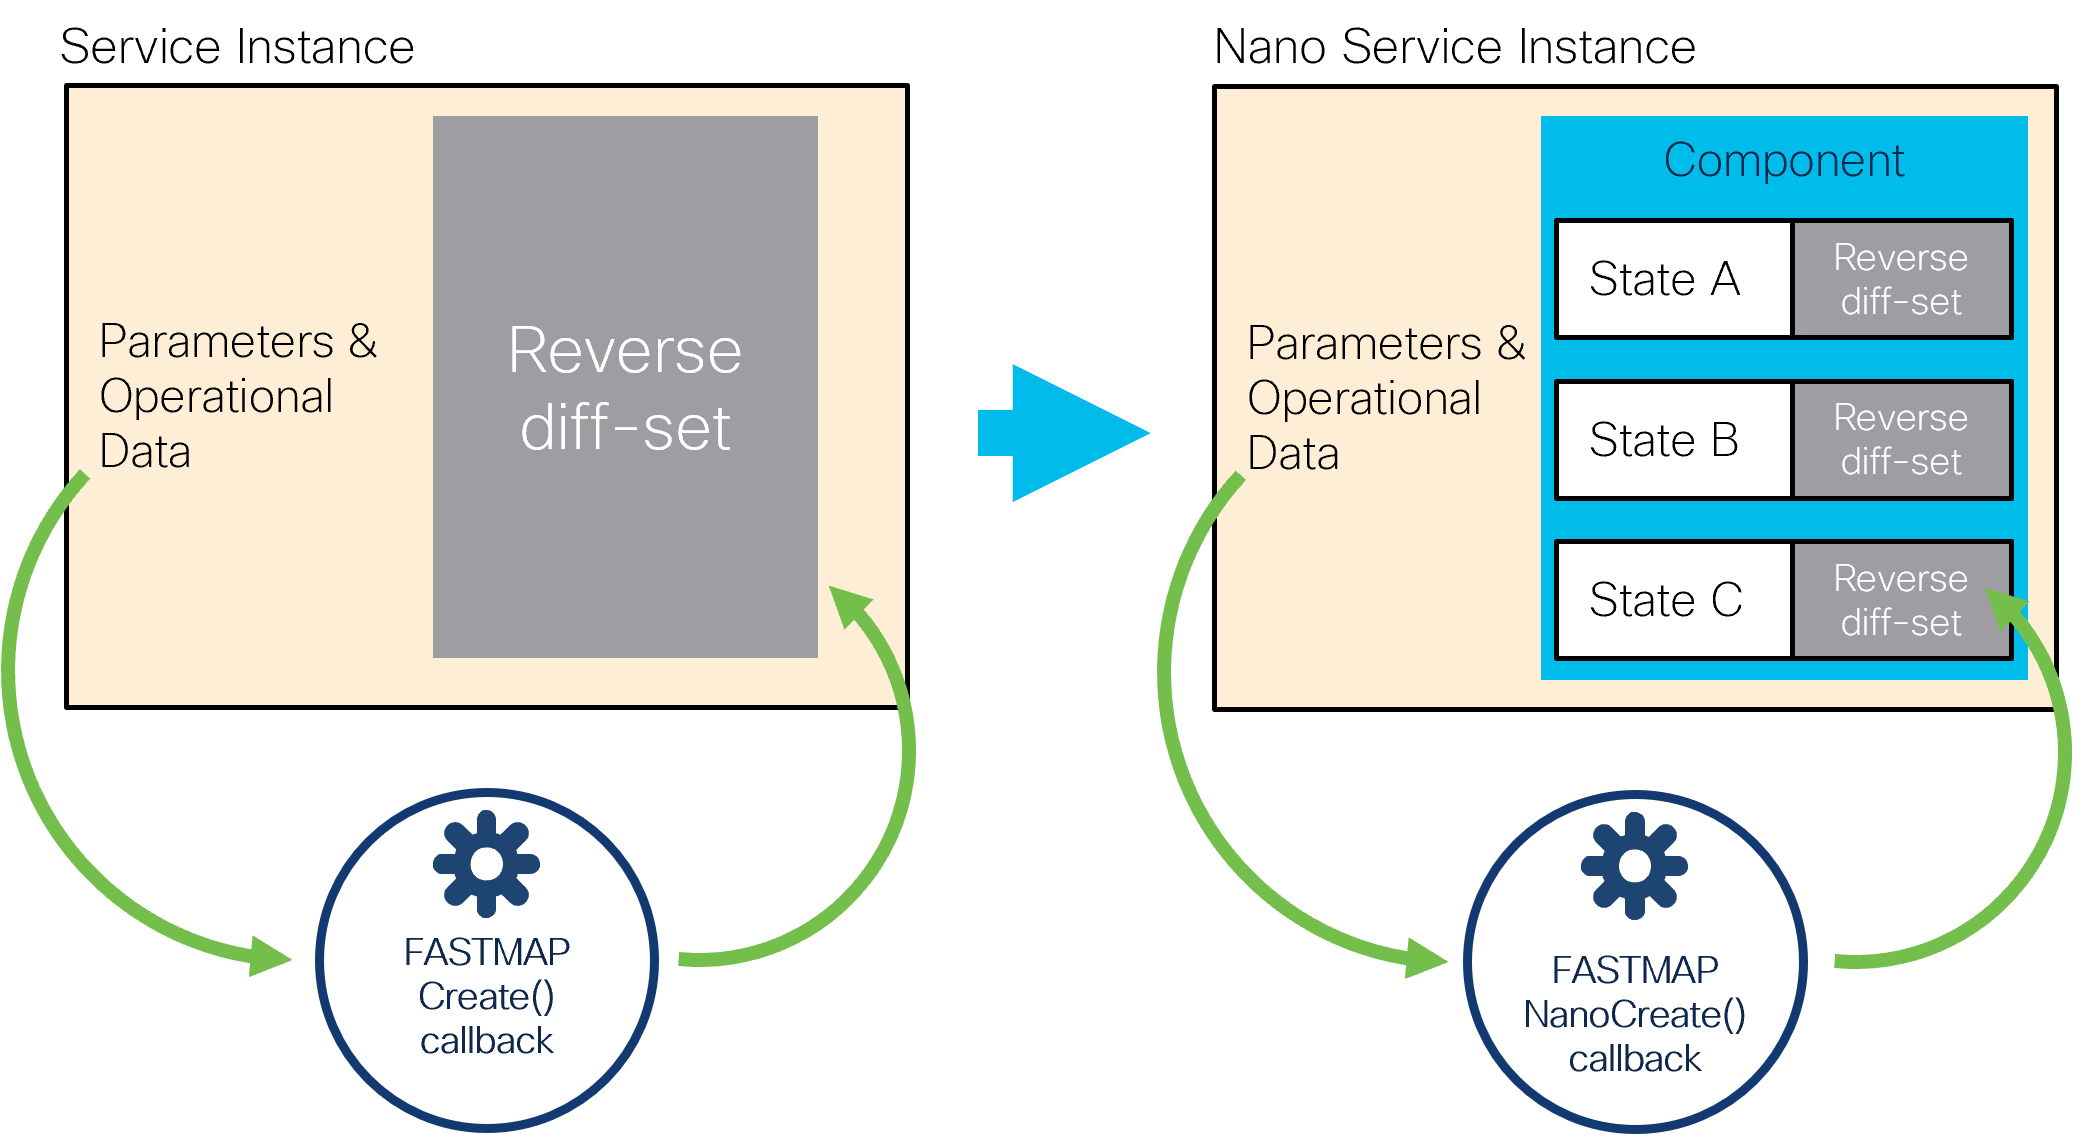 Service Instance
Parameters &
Operational
Data
Reverse
diff-set
FASTMAP
Create()
callback
Nano Service Instance
Parameters &
Operational
Data
Component
State A
Reverse
diff-set
State B
Reverse
diff-set
State C
Reverse
diff-set
FASTMAP
NanoCreate()
callback